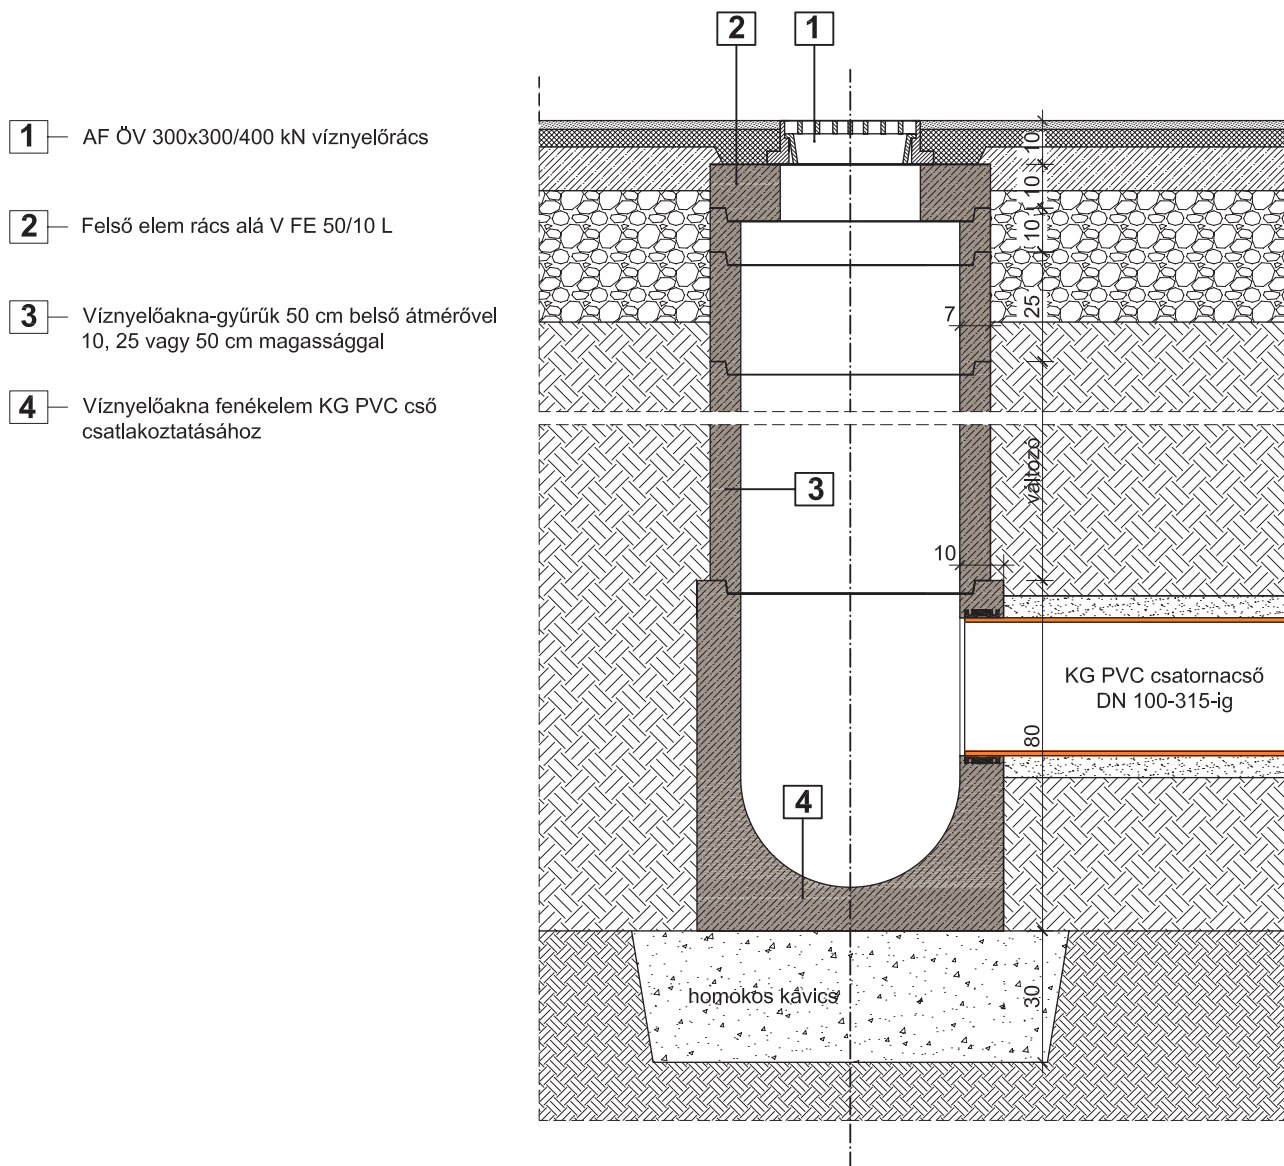 2
1
1 AF ÖV 300x300/400 kN víznyelőrács
2 Felső elem rács alá V FE 50/10 L
3 Víznyelőakna-gyűrűk 50 cm belső átmérővel
10, 25 vagy 50 cm magassággal
4 Víznyelőakna fenékelem KG PVC cső
csatlakoztatásához
10
10
10
25
7
változó
3
10
KG PVC csatornacső
DN 100-315-ig
80
4
homokos kavics
30